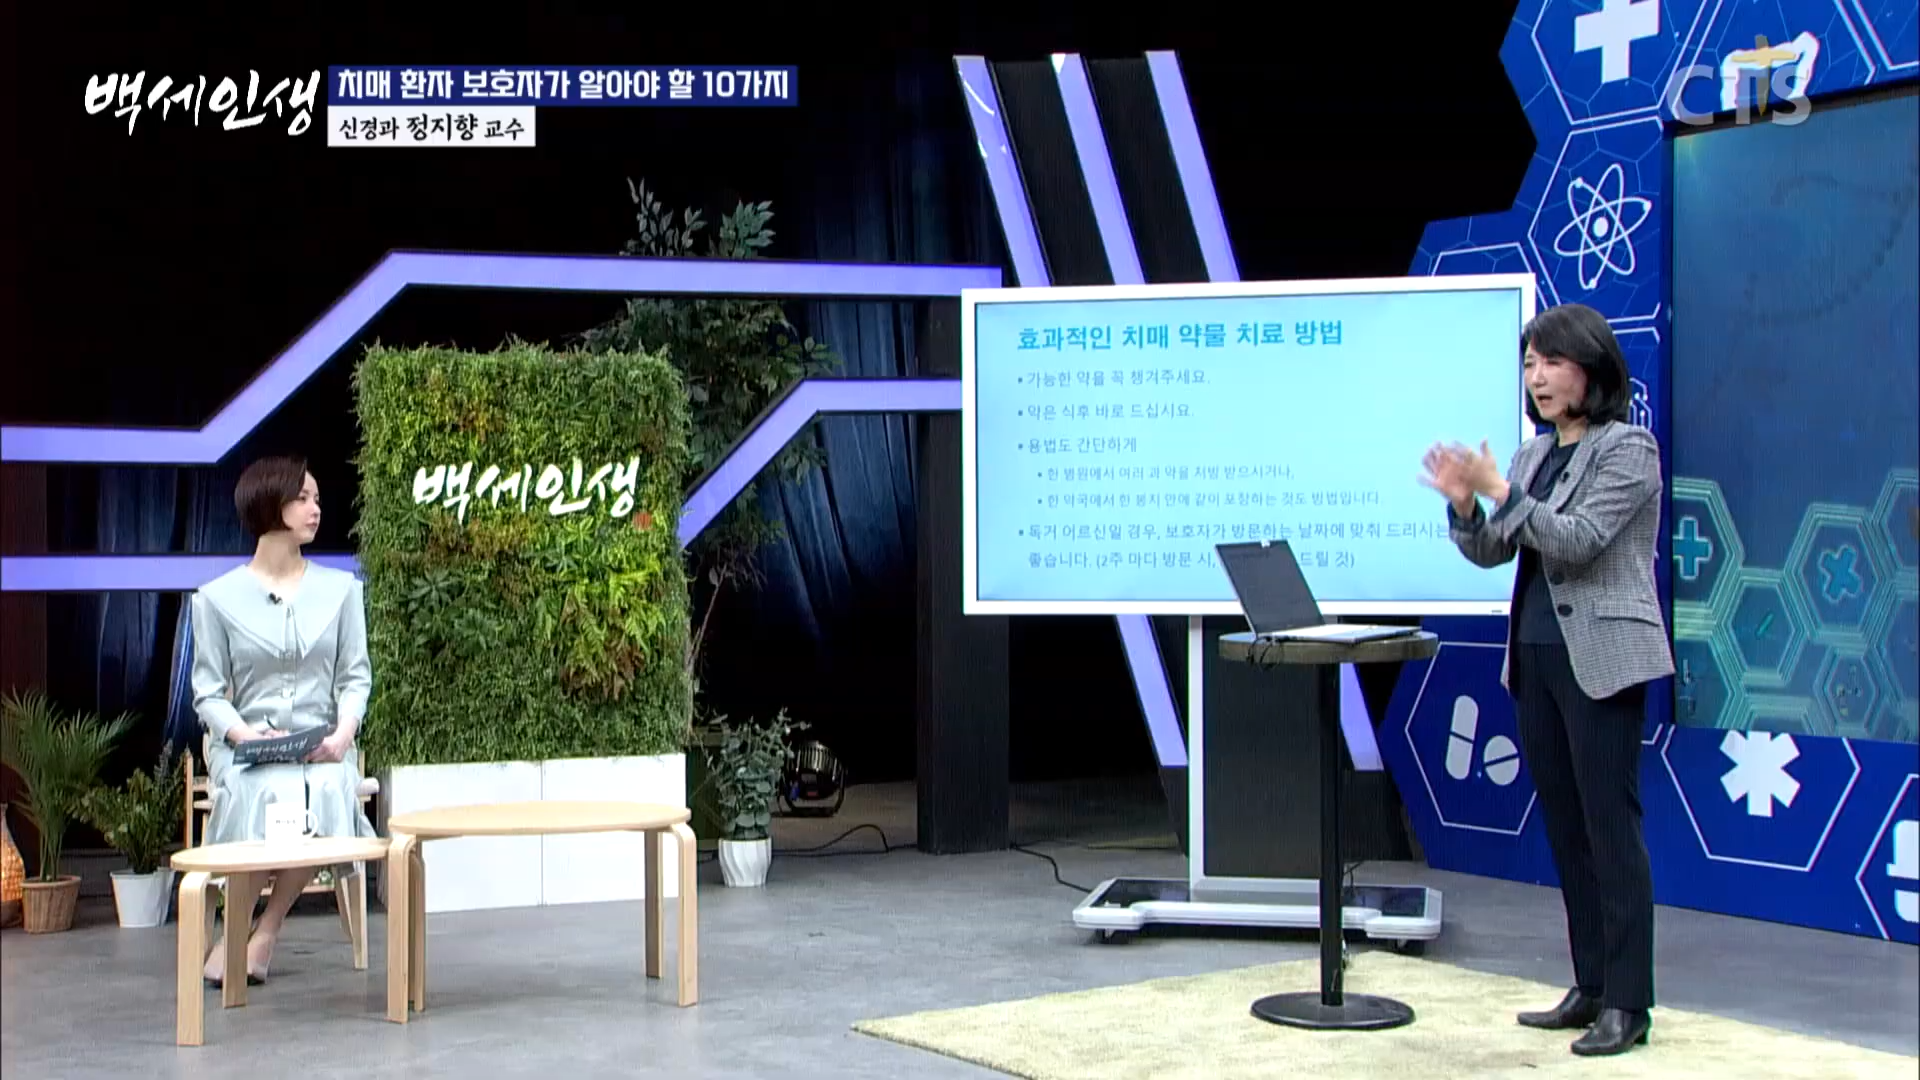 백세인생
치매 환자 보호자가 알아야 할 10가지
신경과 정지향 교수
CTS
백세인생
효과적인 치매 약물 치료 방법
• 가능한 약을 꼭 챙겨주세요.
• 약은 식후 바로 드십시요.
• 용법도 간단하게
• 한 병원에서 여러 과 약을 처방 받으시거나,
• 한 약국에서 한 봉지 안에 같이 포장하는 것도 방법입니다.
• 독거 어르신일 경우, 보호자가 방문하는 날짜에 맞춰 드리시는
좋습니다. (2주 마다 방문 시, 드릴 것)